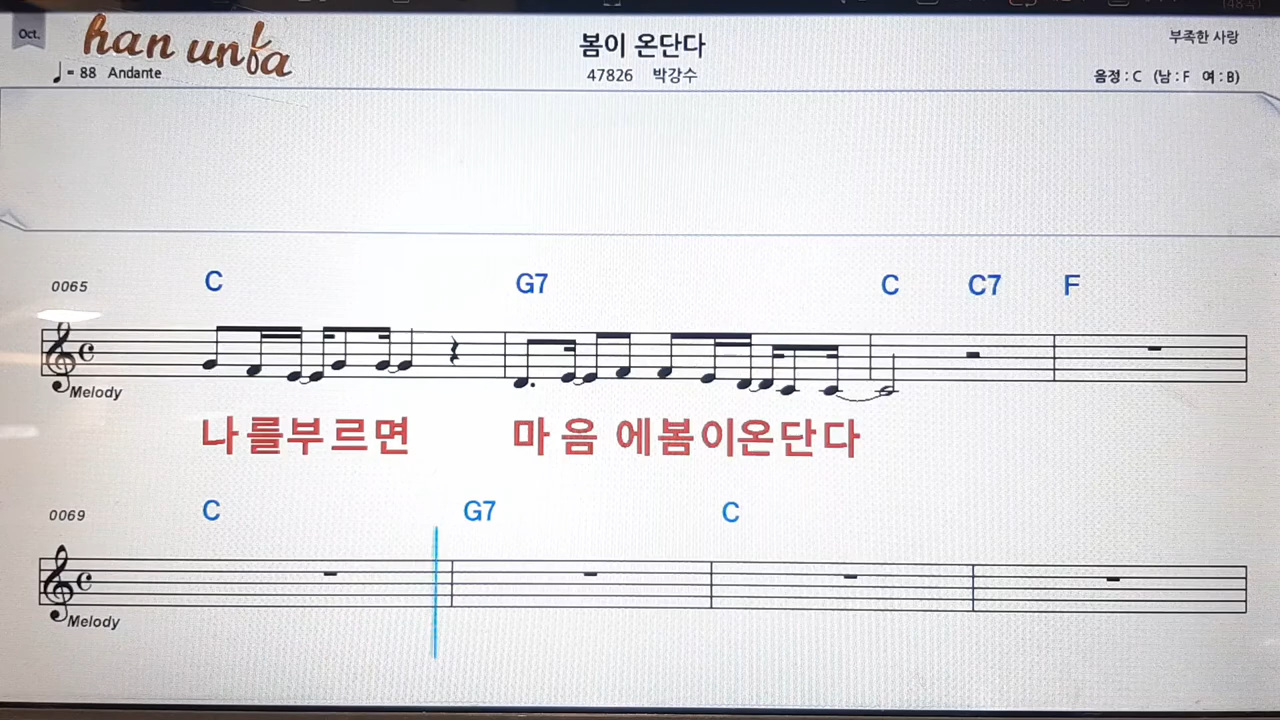 Oct.
han unfa
봄이 온단다
부족한 사랑
♩= 88 Andante
47826 박강수
음정 : C (남 : F 여 : B)
C G7 C C7 F
0065
Melody
나를부르면 마음에봄이온단다
C G7 C
0069
Melody